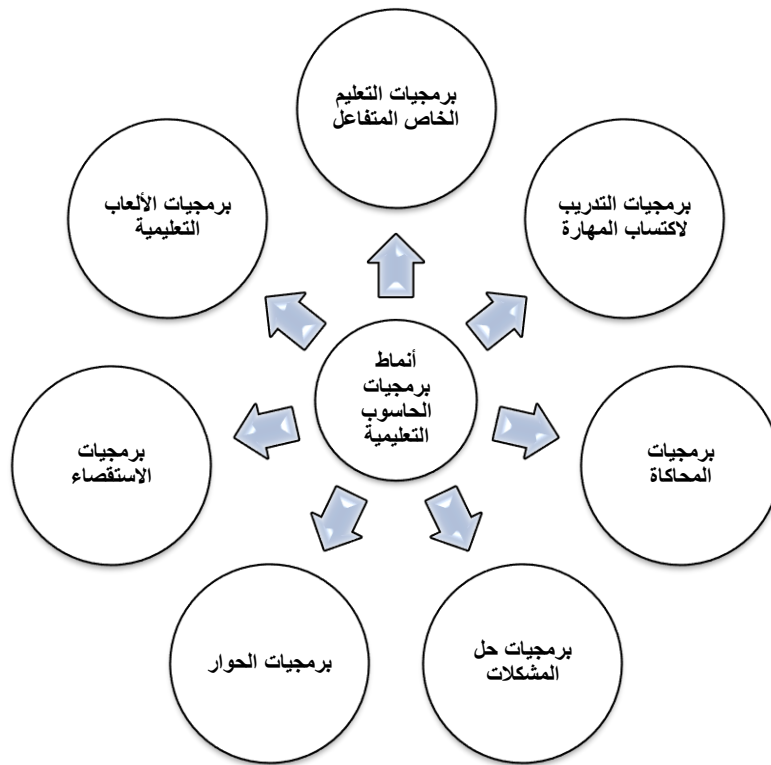 برمجيات التعليم
الخاص المتفاعل
برمجيات التدريب
لاكتساب المهارة
برمجيات
المحاكاة
برمجيات حل
المشكلات
برمجيات الحوار
برمجيات
الاستقصاء
برمجيات الألعاب
التعليمية
أنماط
برمجيات
الحاسوب
التعليمية